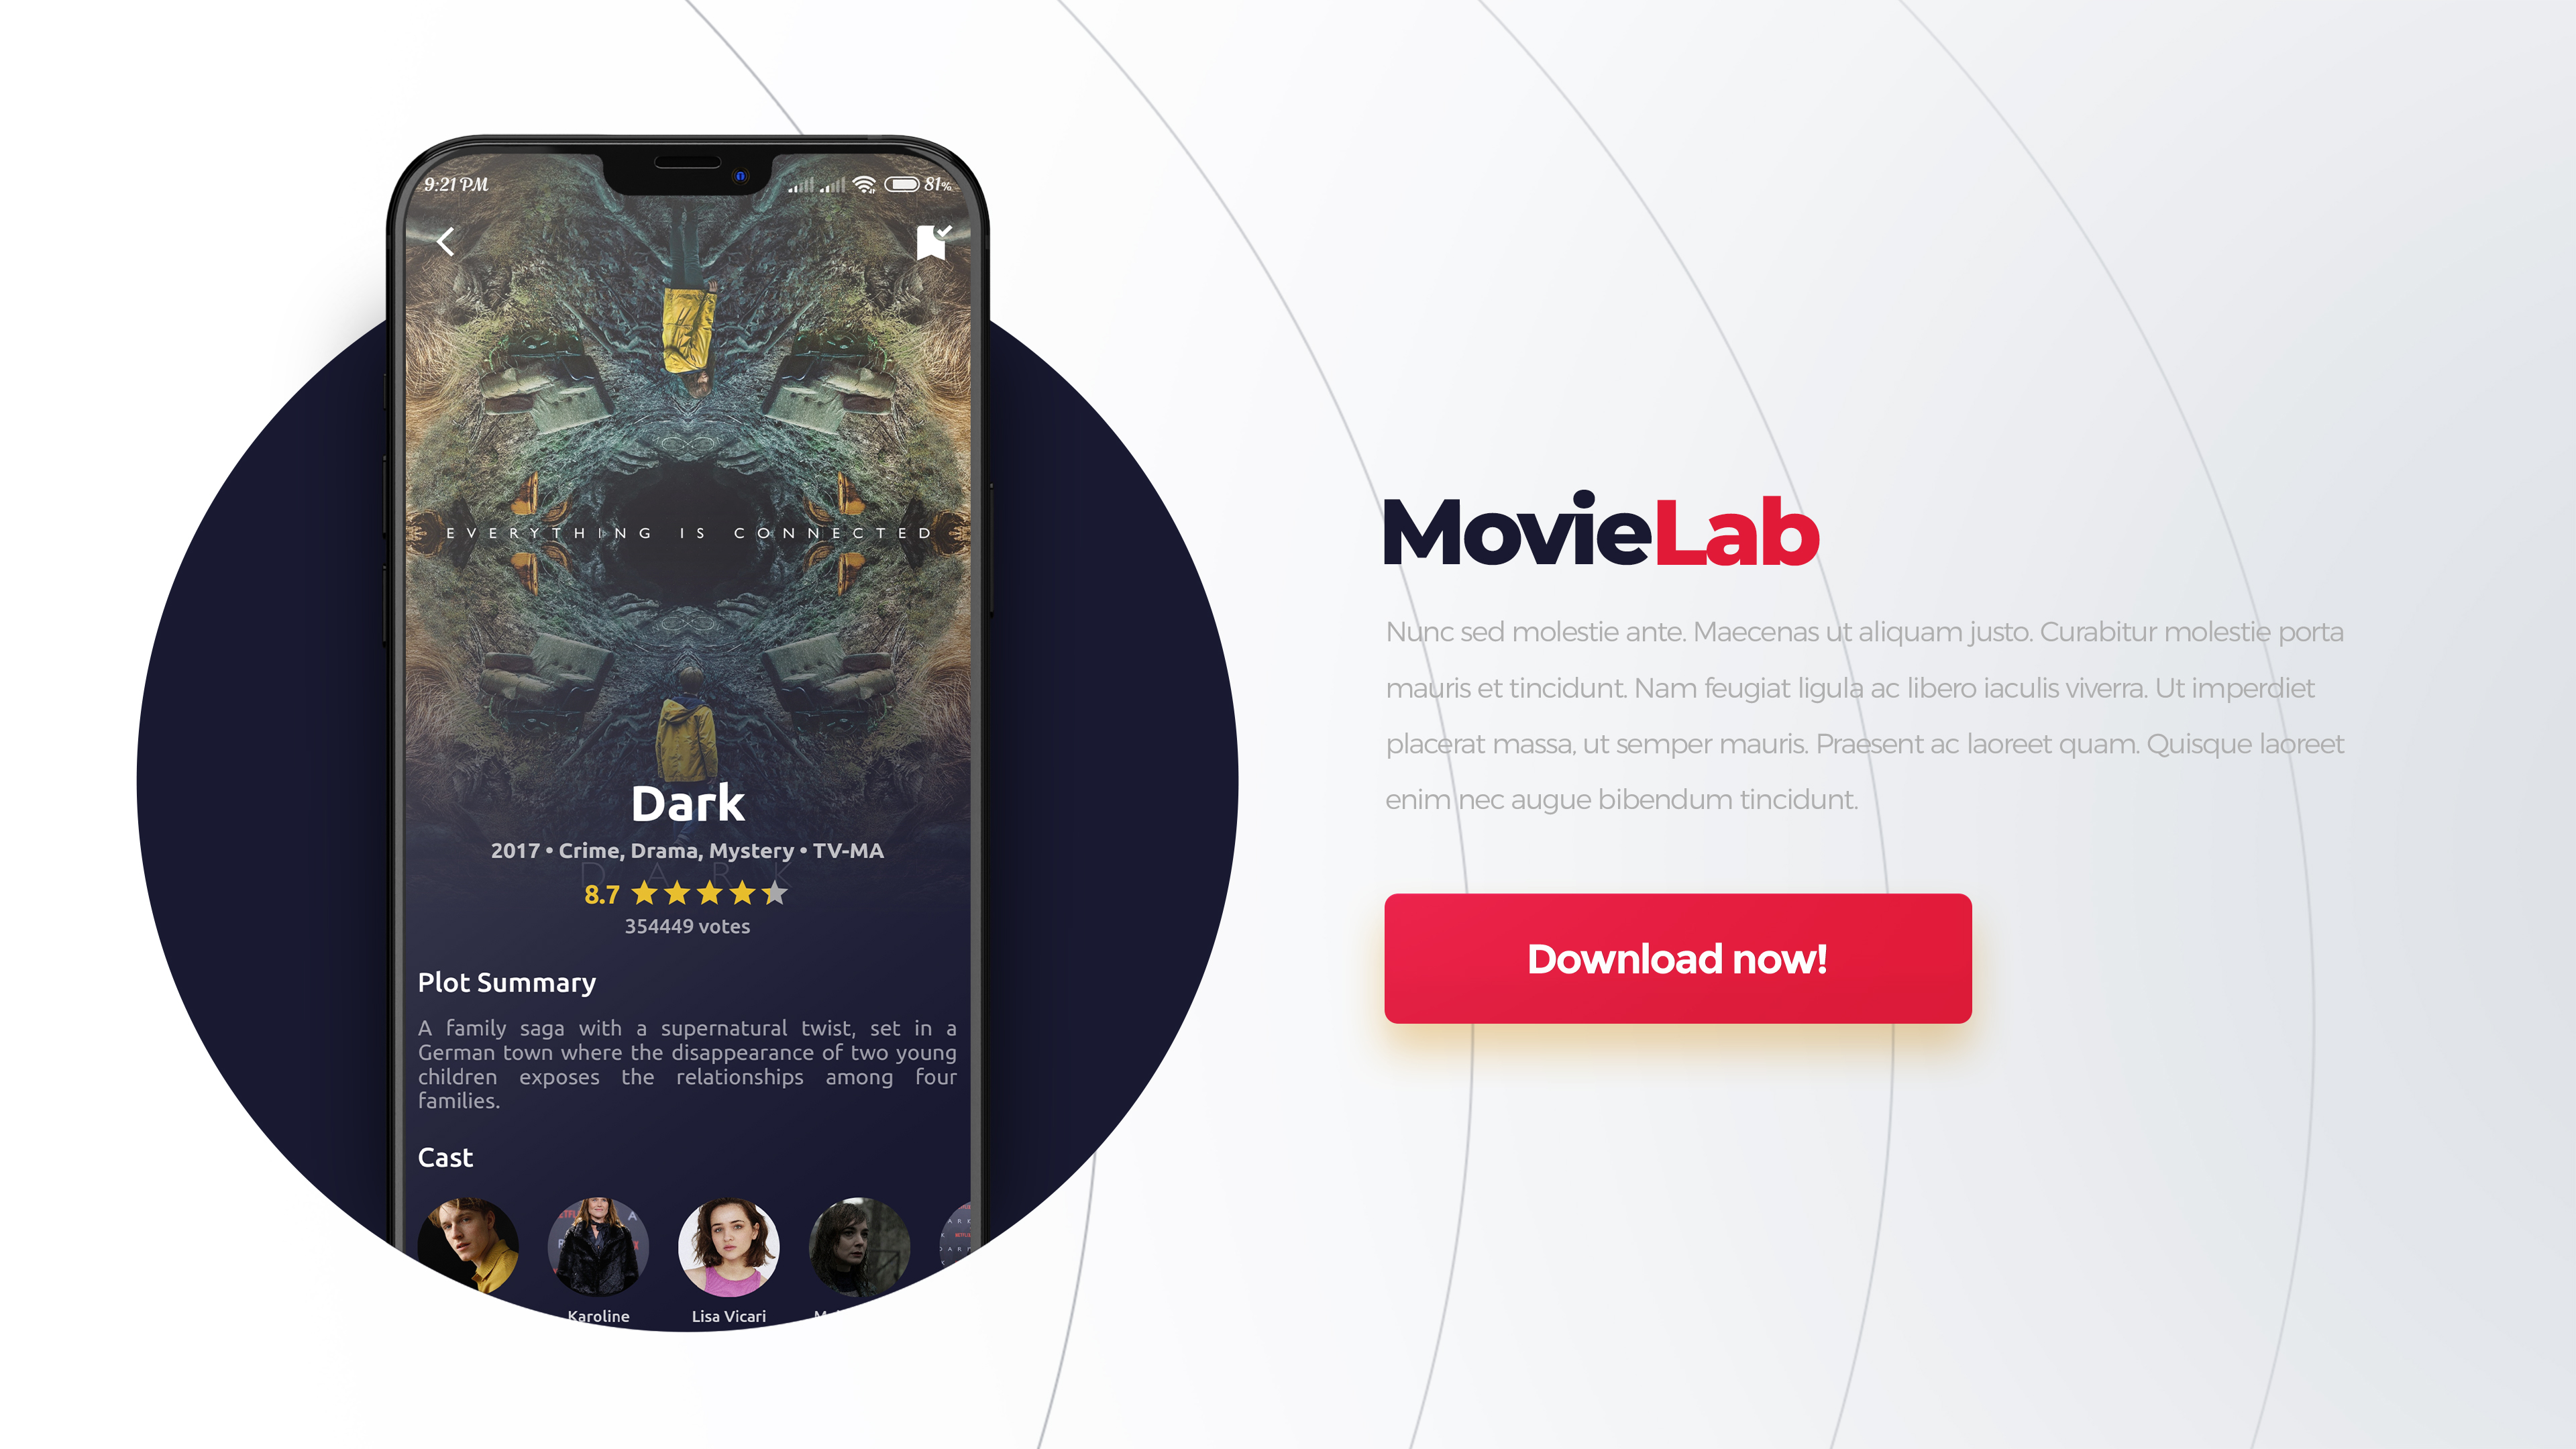 9:21 PM
81%
EVERYTHING IS CONNECTED
Dark
2017 • Crime, Drama, Mystery • TV-MA
DARK
8.7
354449 votes
Plot Summary
A family saga with a supernatural twist, set in a
German town where the disappearance of two young
children exposes the relationships among four
families.
Cast
Karoline
Lisa Vicari
MovieLab
Nunc sed molestie ante. Maecenas ut aliquam justo. Curabitur molestie porta
mauris et tincidunt. Nam feugiat ligula ac libero iaculis viverra. Ut imperdiet
placerat massa, ut semper mauris. Praesent ac laoreet quam. Quisque laoreet
enim nec augue bibendum tincidunt.
Download now!